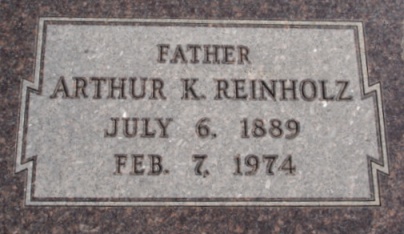 FATHER
ARTHUR K. REINHOLZ
JULY 6, 1889
FEB. 7, 1974